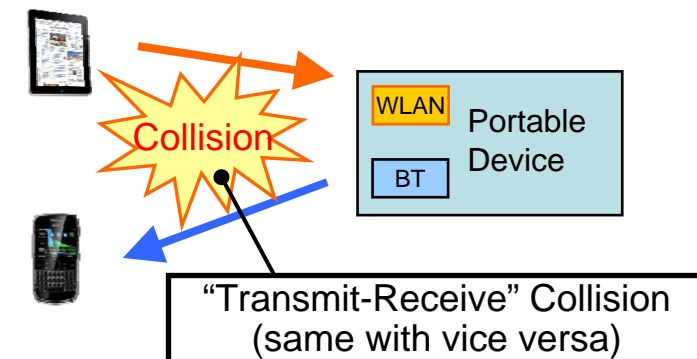 WLAN
Portable
Device
BT
Collision
“Transmit-Receive” Collision
(same with vice versa)